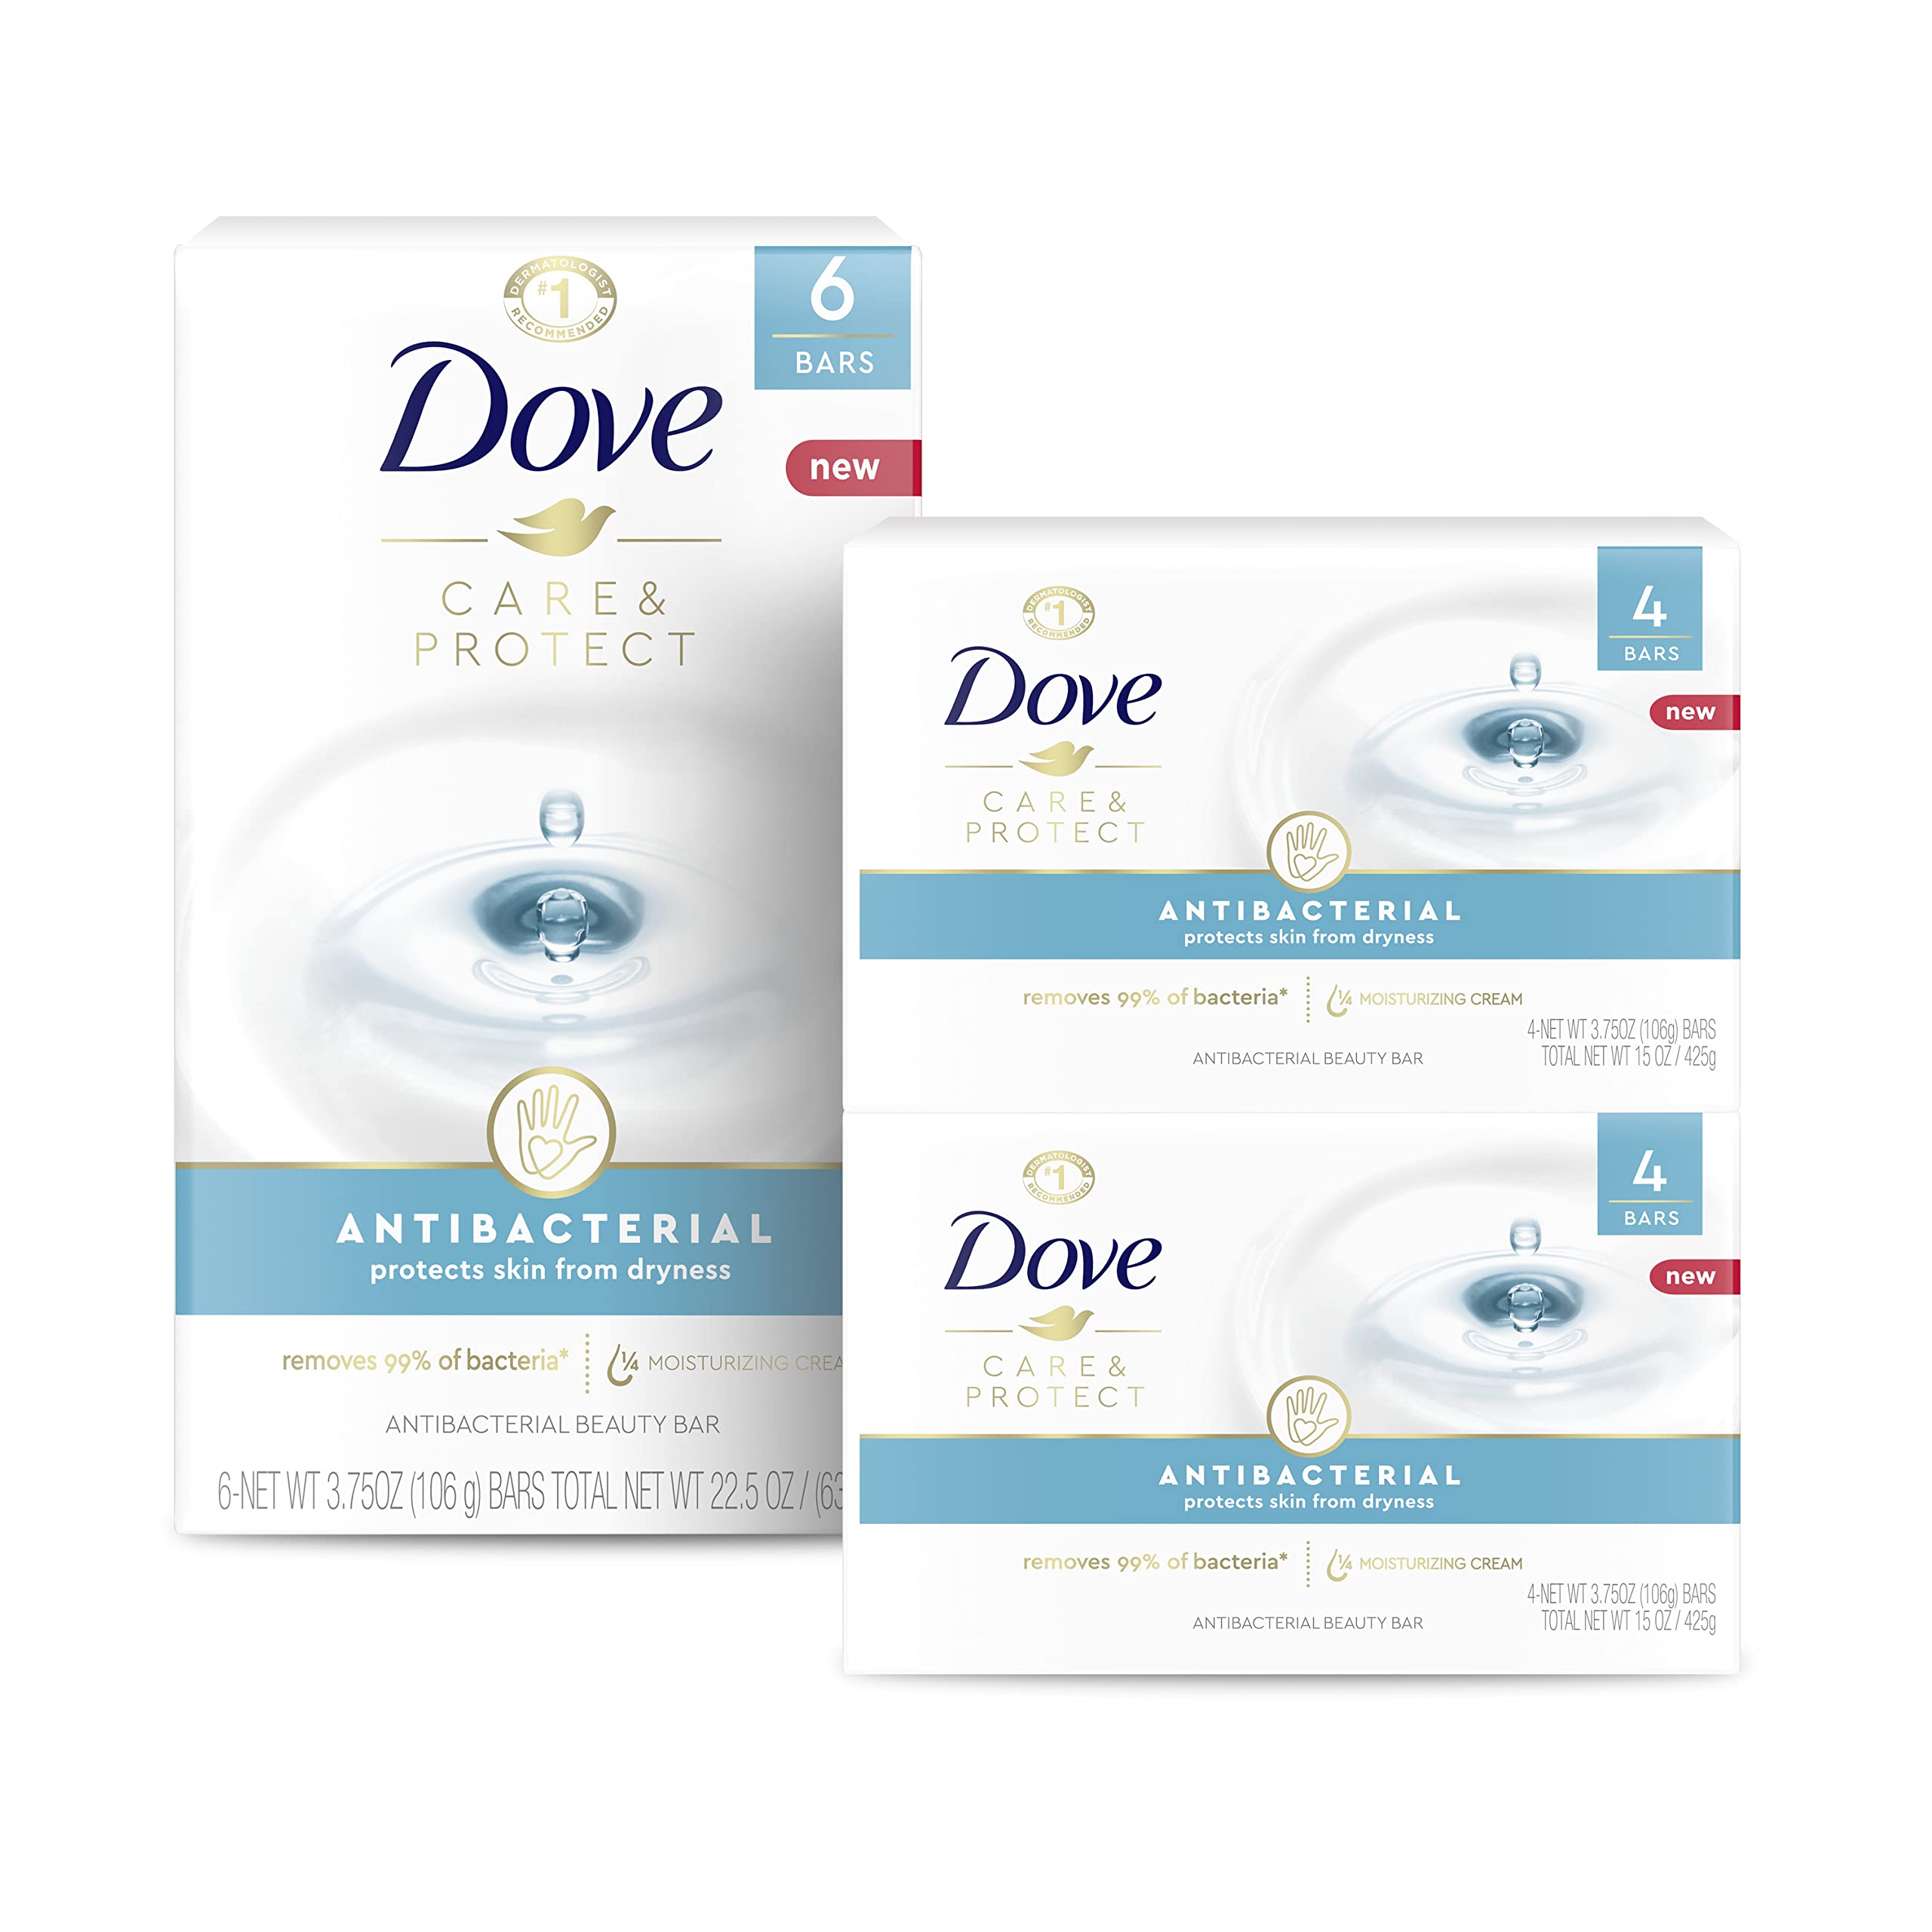 DERMATOLOGIST
#1
RECOMMENDED
6
BARS
Dove
new
CARE &
PROTECT
ANTIBACTERIAL
protects skin from dryness
removes 99% of bacteria*
1/4 MOISTURIZING CREA
ANTIBACTERIAL BEAUTY BAR
6-NET WT 3.75OZ (106 g) BARS TOTAL NET WT 22.5 OZ / (63
DERMATOLOGIST
#1
RECOMMENDED
4
BARS
Dove
new
CARE &
PROTECT
ANTIBACTERIAL
protects skin from dryness
removes 99% of bacteria*
1/4 MOISTURIZING CREAM
4-NET WT 3.75OZ (106g) BARS
TOTAL NET WT 15 OZ / 425g
ANTIBACTERIAL BEAUTY BAR
DERMATOLOGIST
#1
RECOMMENDED
4
BARS
Dove
new
CARE &
PROTECT
ANTIBACTERIAL
protects skin from dryness
removes 99% of bacteria*
1/4 MOISTURIZING CREAM
4-NET WT 3.75OZ (106g) BARS
TOTAL NET WT 15 OZ / 425g
ANTIBACTERIAL BEAUTY BAR